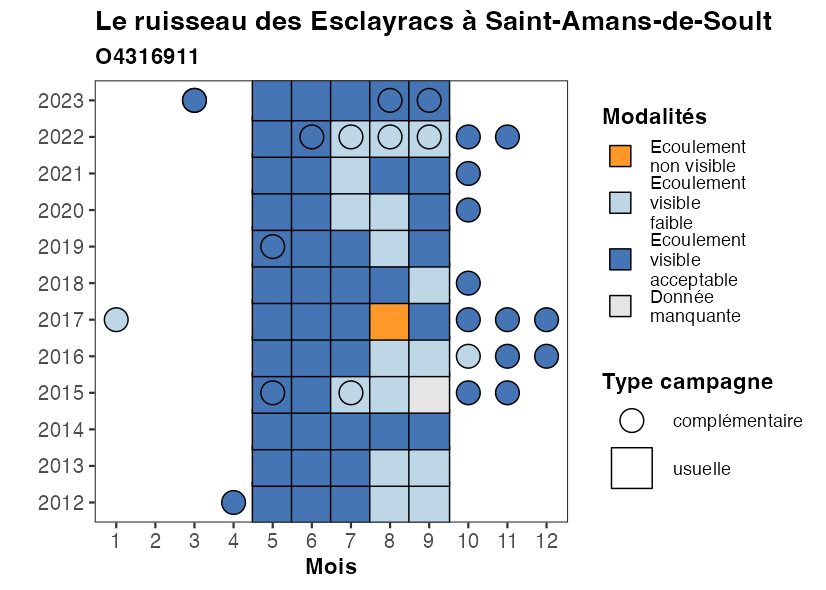 Le ruisseau des Esclayracs à Saint-Amans-de-Soult
O4316911
2023
2022
2021
2020
2019
2018
2017
2016
2015
2014
2013
2012
1 2 3 4 5 6 7 8 9 10 11 12
Mois
Modalités
Ecoulement
non visible
Ecoulement
visible
faible
Ecoulement
visible
acceptable
Donnée
manquante
Type campagne
complémentaire
usuelle